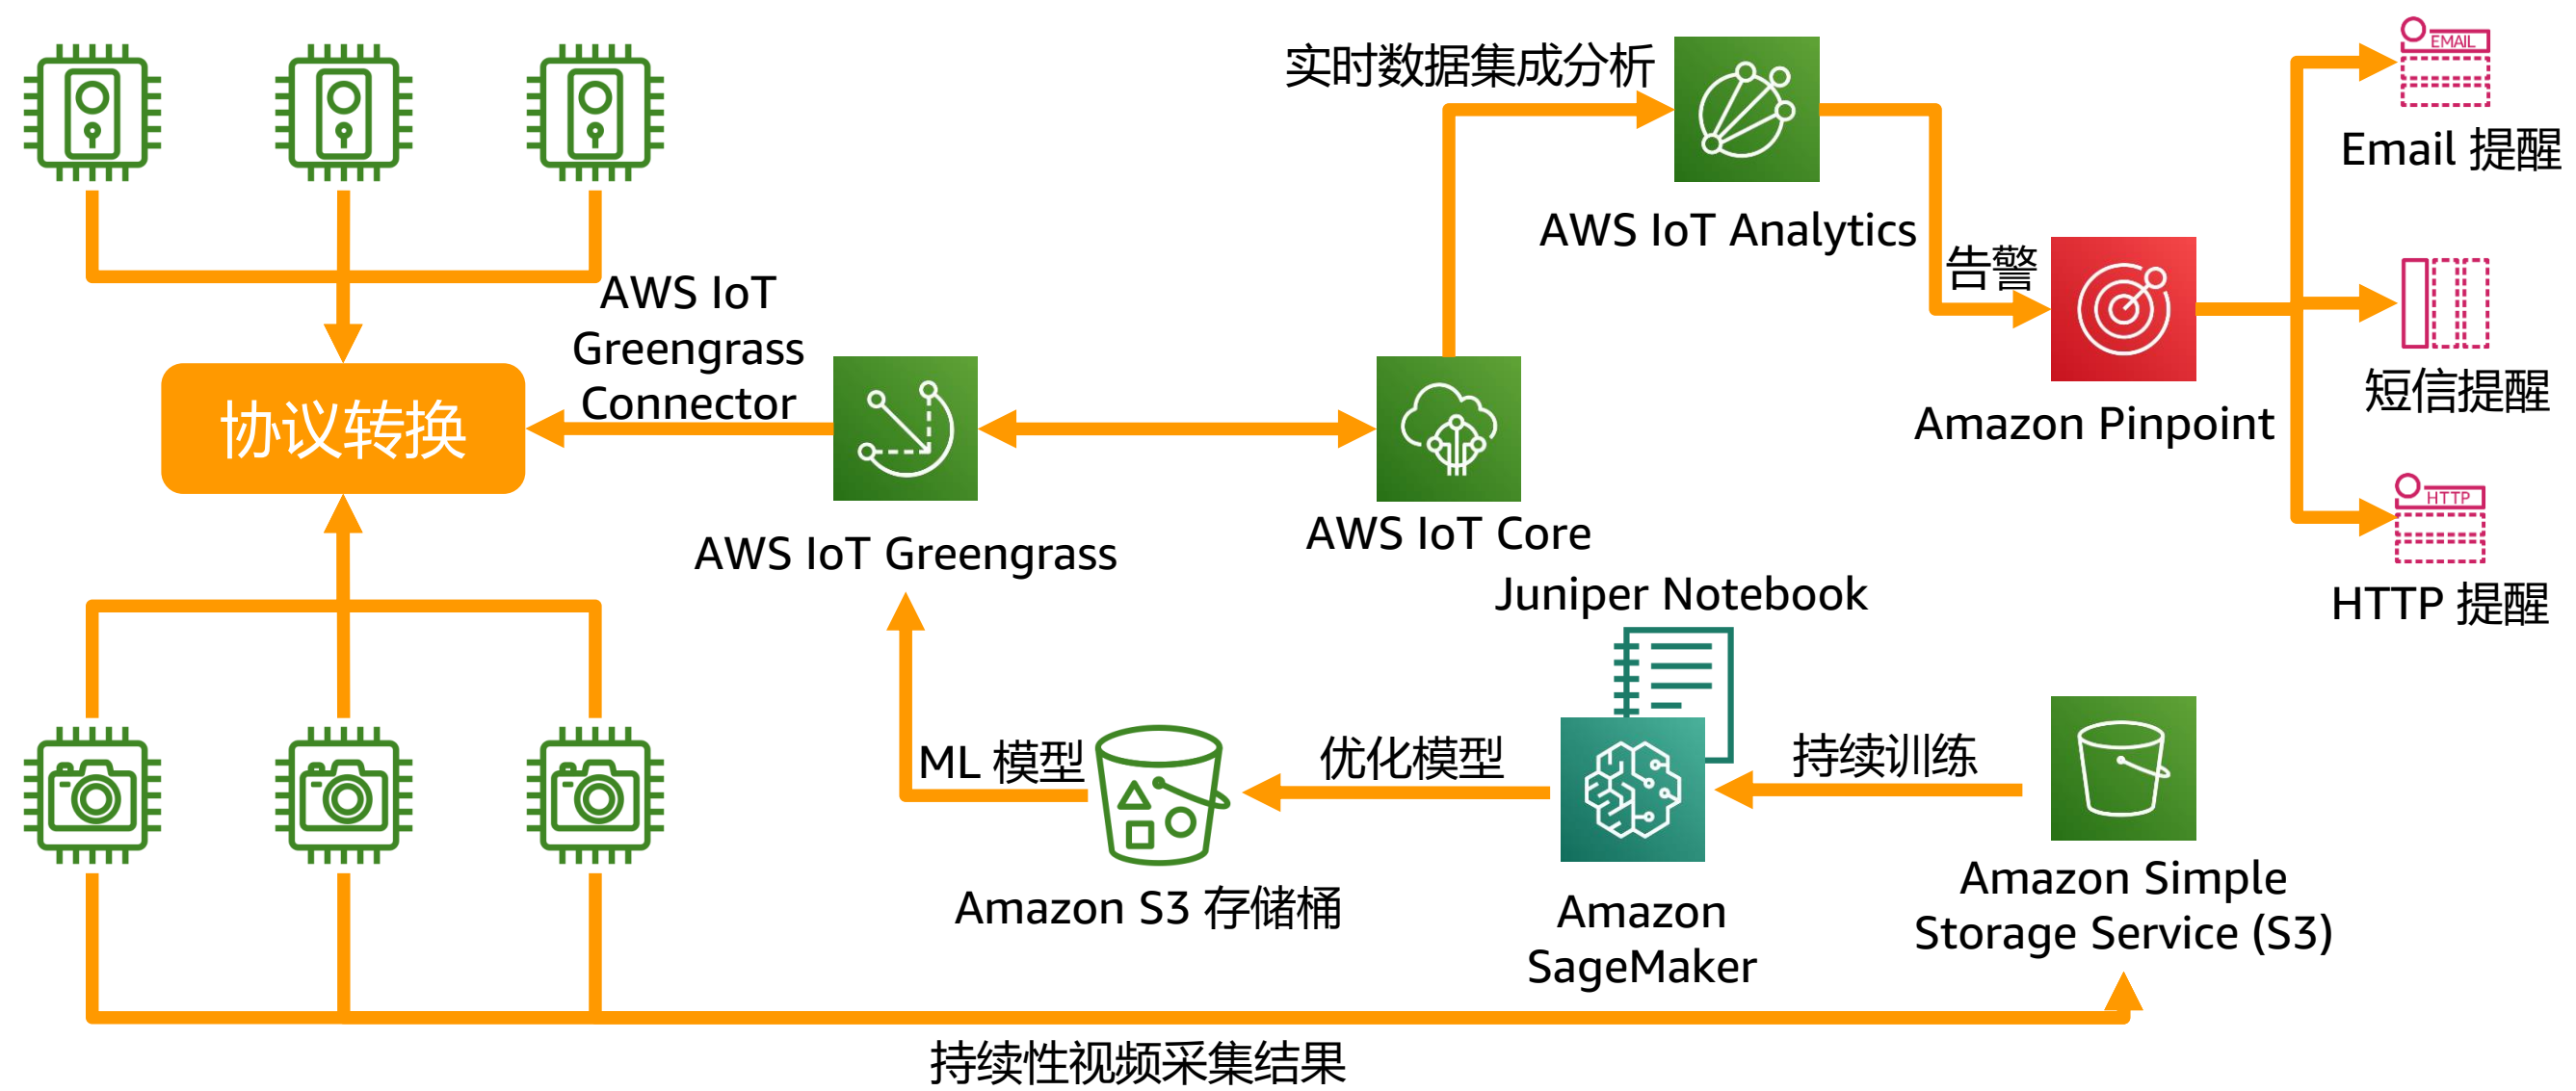 实时数据集成分析
EMAIL
Email 提醒
AWS IoT Analytics
告警
AWS IoT
Greengrass
Connector
协议转换
短信提醒
Amazon Pinpoint
HTTP
AWS IoT Core
AWS IoT Greengrass
HTTP 提醒
Juniper Notebook
ML 模型
优化模型
持续训练
Amazon S3 存储桶
Amazon
SageMaker
Amazon Simple
Storage Service (S3)
持续性视频采集结果